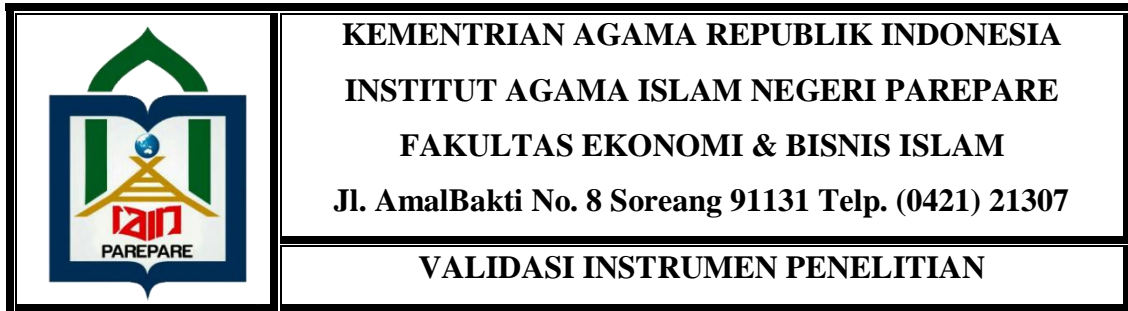 KEMENTRIAN AGAMA REPUBLIK INDONESIA
INSTITUT AGAMA ISLAM NEGERI PAREPARE
FAKULTAS EKONOMI & BISNIS ISLAM
Jl. AmalBakti No. 8 Soreang 91131 Telp. (0421) 21307
VALIDASI INSTRUMEN PENELITIAN
iain
PAREPARE